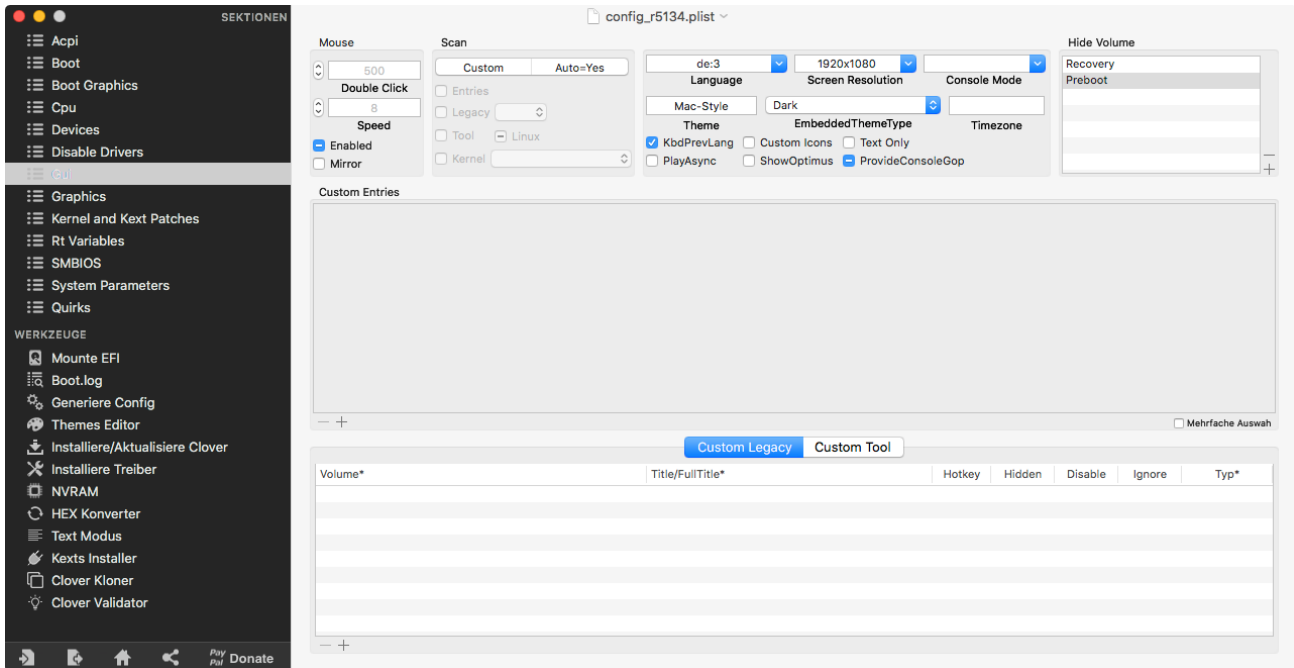 SEKTIONEN
config_r5134.plist
Acpi
Boot
Boot Graphics
Cpu
Devices
Disable Drivers
Gui
Graphics
Kernel and Kext Patches
Rt Variables
SMBIOS
System Parameters
Quirks
WERKZEUGE
Mounte EFI
Boot.log
Generiere Config
Themes Editor
Installiere/Aktualisiere Clover
Installiere Treiber
NVRAM
HEX Konverter
Text Modus
Kexts Installer
Clover Kloner
Clover Validator
Pay Pal Donate
Mouse
500
Double Click
8
Speed
Enabled
Mirror
Scan
Custom Auto=Yes
Entries
Legacy
Tool Linux
Kernel
de:3 1920x1080
Language Screen Resolution Console Mode
Mac-Style Dark
Theme EmbeddedThemeType Timezone
KbdPrevLang Custom Icons Text Only
PlayAsync ShowOptimus ProvideConsoleGop
Hide Volume
Recovery
Preboot
Custom Entries
Mehrfache Auswah
Custom Legacy Custom Tool
Volume* Title/FullTitle* Hotkey Hidden Disable Ignore Typ*